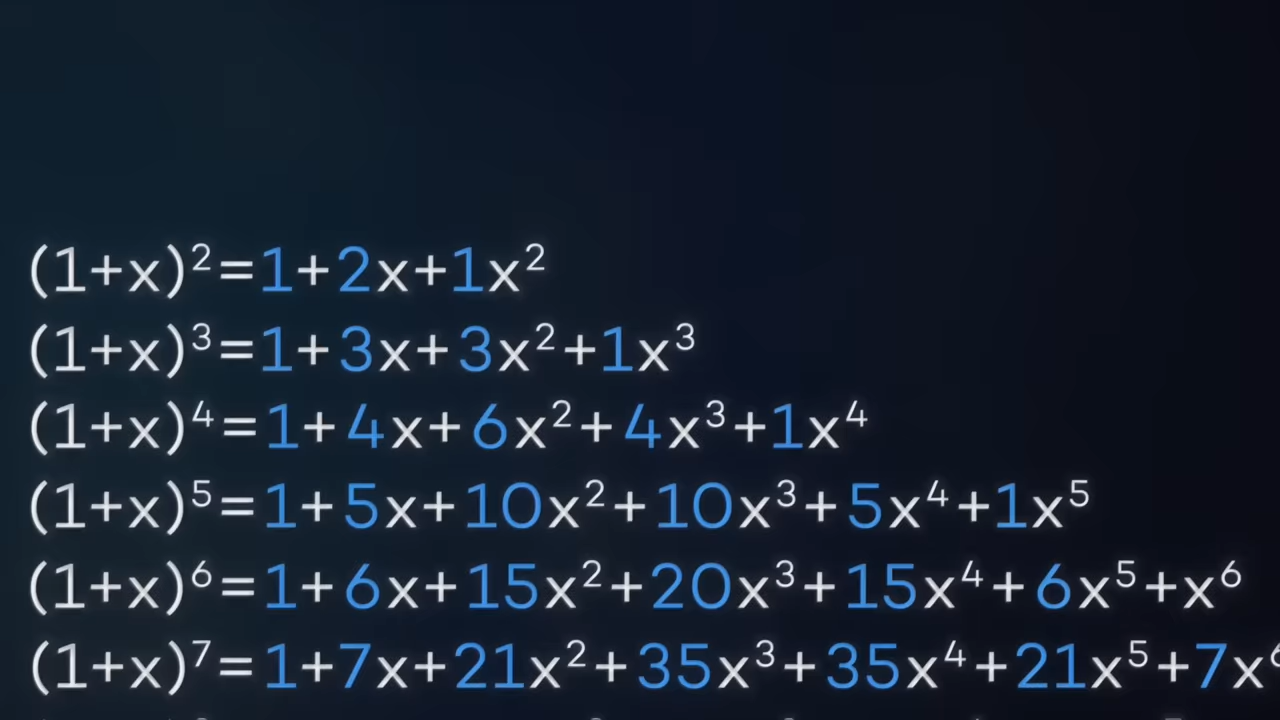 (1+x)²=1+2x+1x²
(1+x)³=1+3x+3x²+1x³
(1+x)⁴=1+4x+6x²+4x³+1x⁴
(1+x)⁵=1+5x+10x²+10x³+5x⁴+1x⁵
(1+x)⁶=1+6x+15x²+20x³+15x⁴+6x⁵+x⁶
(1+x)⁷=1+7x+21x²+35x³+35x⁴+21x⁵+7x⁶